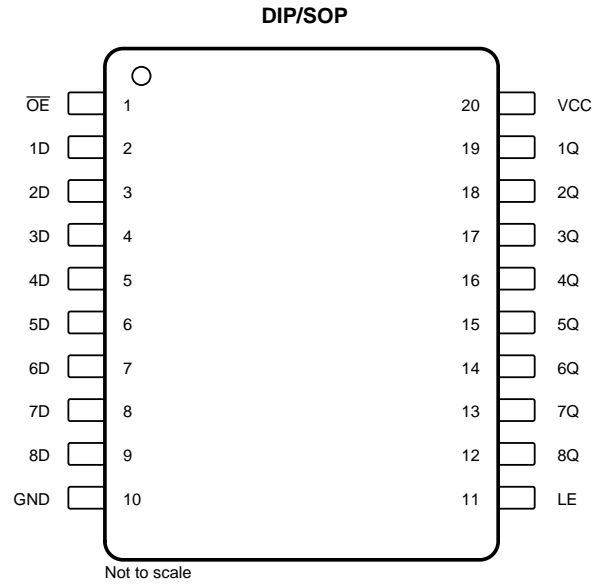 DIP/SOP
O̅E̅ 1 20 VCC
1D 2 19 1Q
2D 3 18 2Q
3D 4 17 3Q
4D 5 16 4Q
5D 6 15 5Q
6D 7 14 6Q
7D 8 13 7Q
8D 9 12 8Q
GND 10 11 LE
Not to scale